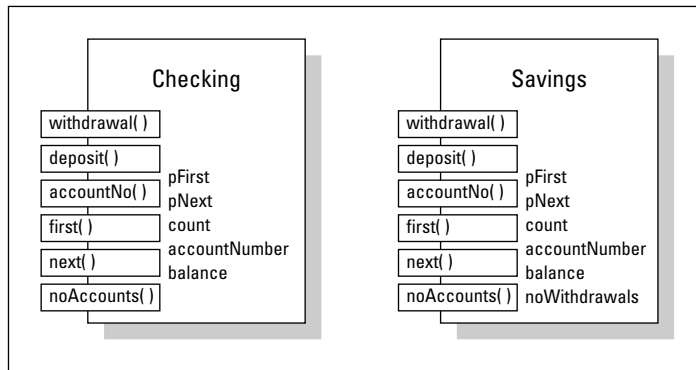 Checking
withdrawal( )
deposit( )
accountNo( )
first( )
next( )
noAccounts( )
pFirst
pNext
count
accountNumber
balance
Savings
withdrawal( )
deposit( )
accountNo( )
first( )
next( )
noAccounts( )
pFirst
pNext
count
accountNumber
balance
noWithdrawals